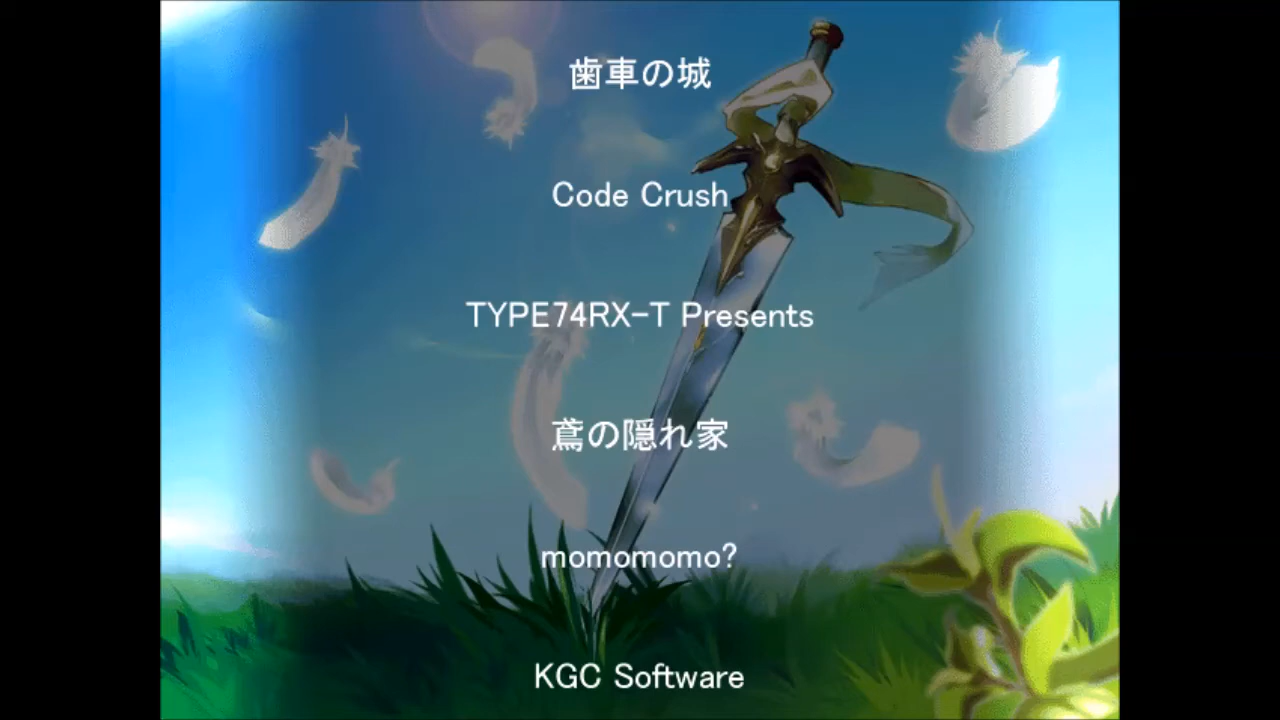 歯車の城
Code Crush
TYPE74RX-T Presents
鳶の隠れ家
momomomo?
KGC Software